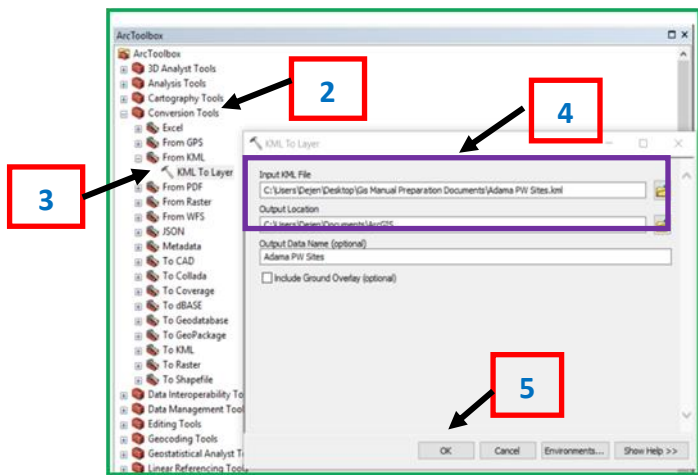 ArcToolbox
ArcToolbox
3D Analyst Tools
Analysis Tools
Cartography Tools
2
Conversion Tools
Excel
From GPS
From KML
3
KML To Layer
From PDF
From Raster
From WFS
JSON
Metadata
To CAD
To Collada
To Coverage
To dBASE
To Geodatabase
To GeoPackage
To KML
To Raster
To Shapefile
Data Interoperability To
Data Management Tool
Editing Tools
Geocoding Tools
Geostatistical Analyst T
Linear Referencing Tools
4
KML To Layer
Input KML File
C:\Users\Dejen\Desktop\Gis Manual Preparation Documents\Adama PW Sites.kml
Output Location
C:\Users\Dejen\Documents\ArcGIS
Output Data Name (optional)
Adama PW Sites
Include Ground Overlay (optional)
5
OK Cancel Environments... Show Help >>